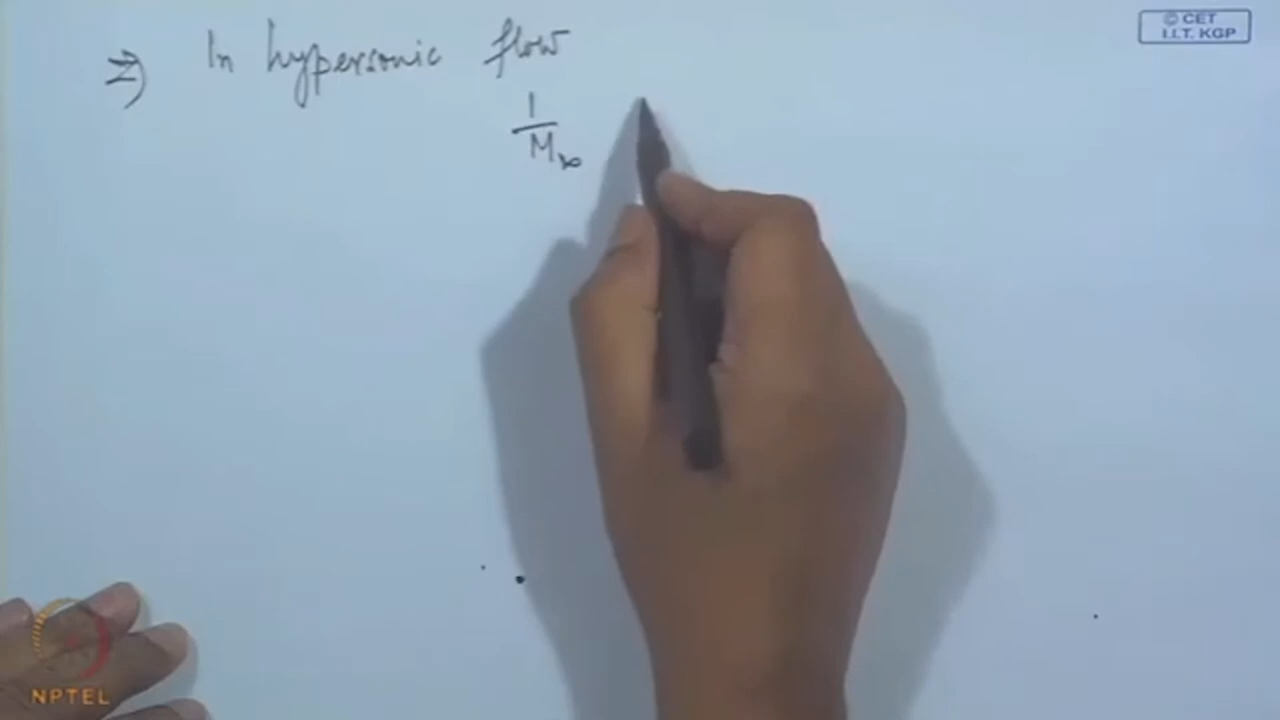 2) In hypersonic flow
1
M∞
© CET
I.I.T. KGP
NPTEL